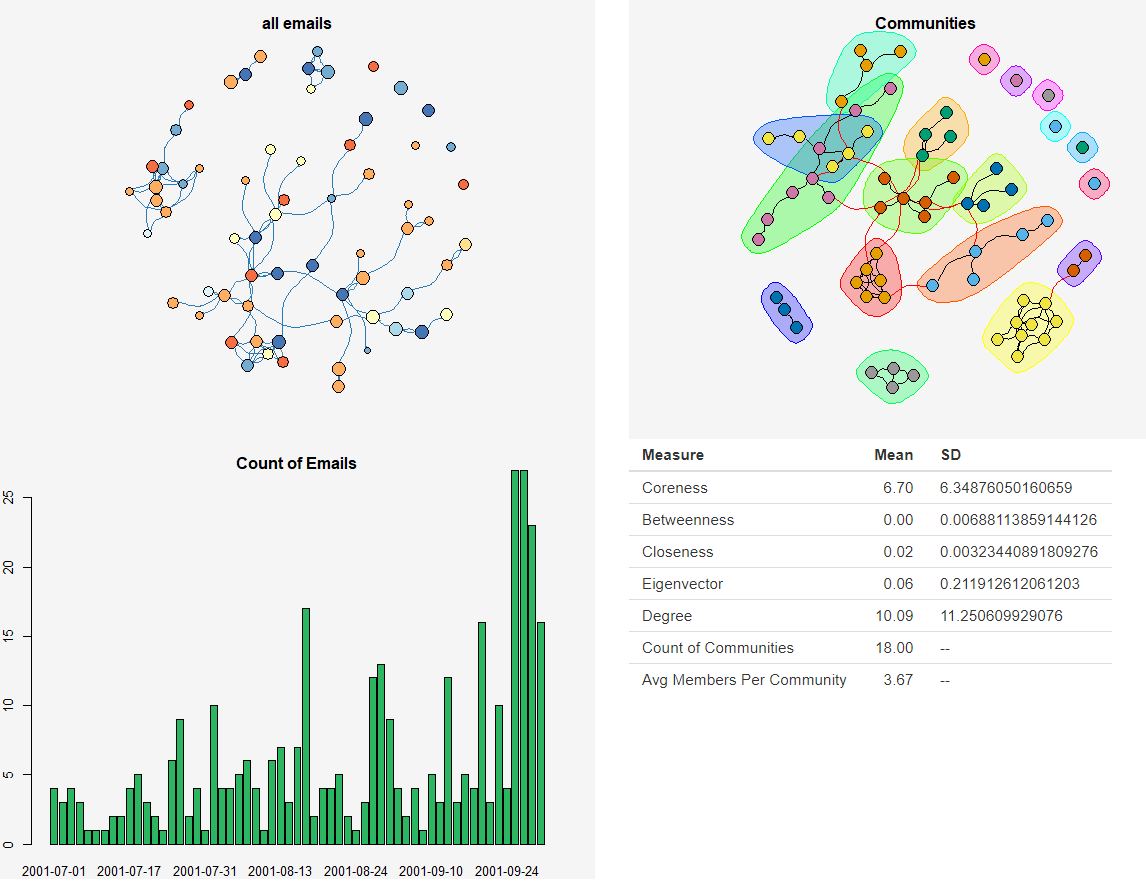 all emails
Communities
Count of Emails
25
20
15
10
5
0
2001-07-01 2001-07-17 2001-07-31 2001-08-13 2001-08-24 2001-09-10 2001-09-24
Measure Mean SD
Coreness 6.70 6.34876050160659
Betweenness 0.00 0.00688113859144126
Closeness 0.02 0.00323440891809276
Eigenvector 0.06 0.211912612061203
Degree 10.09 11.250609929076
Count of Communities 18.00 --
Avg Members Per Community 3.67 --